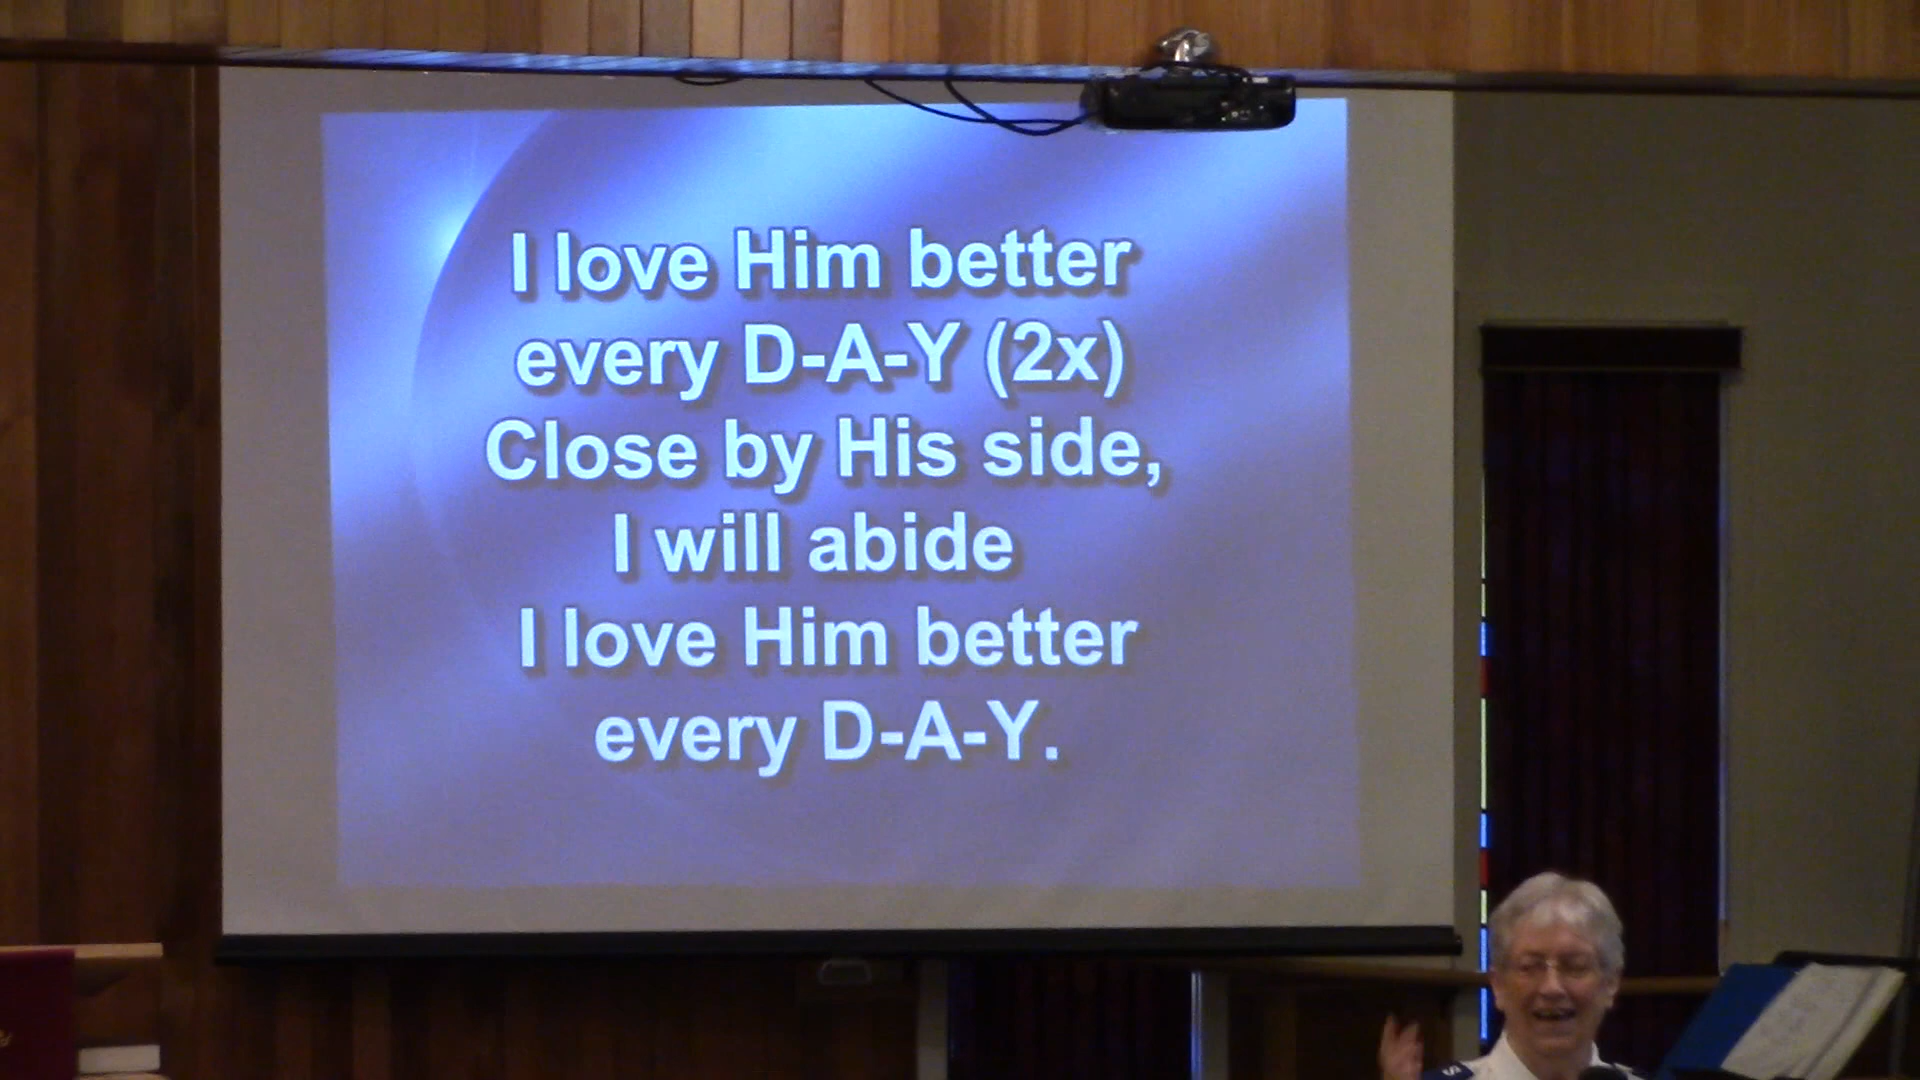 I love Him better
every D-A-Y (2x)
Close by His side,
I will abide
I love Him better
every D-A-Y.
S